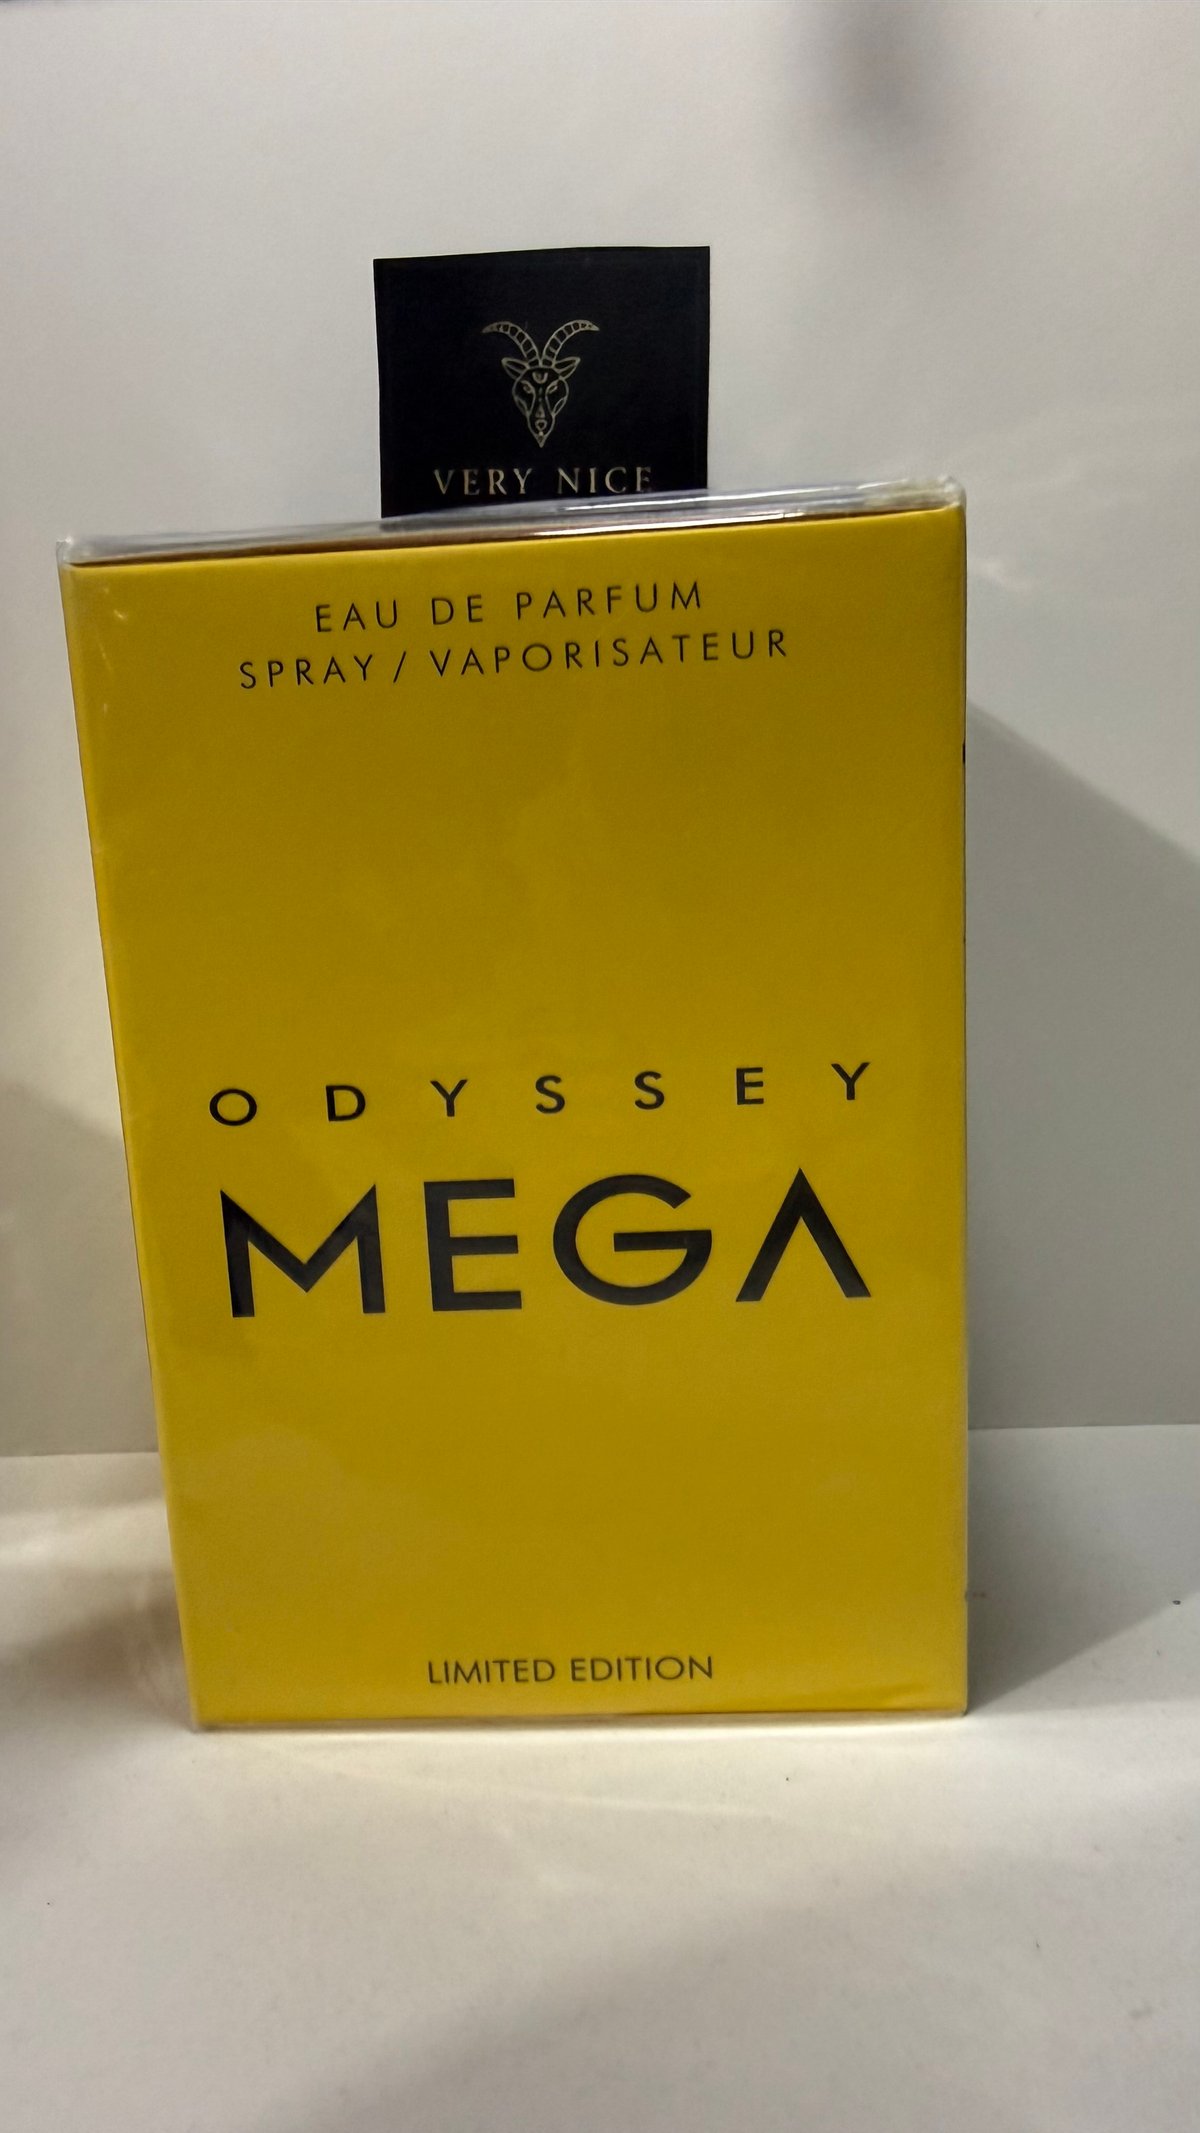 VERY NICE
EAU DE PARFUM
SPRAY / VAPORISATEUR
ODYSSEY
MEGA
LIMITED EDITION